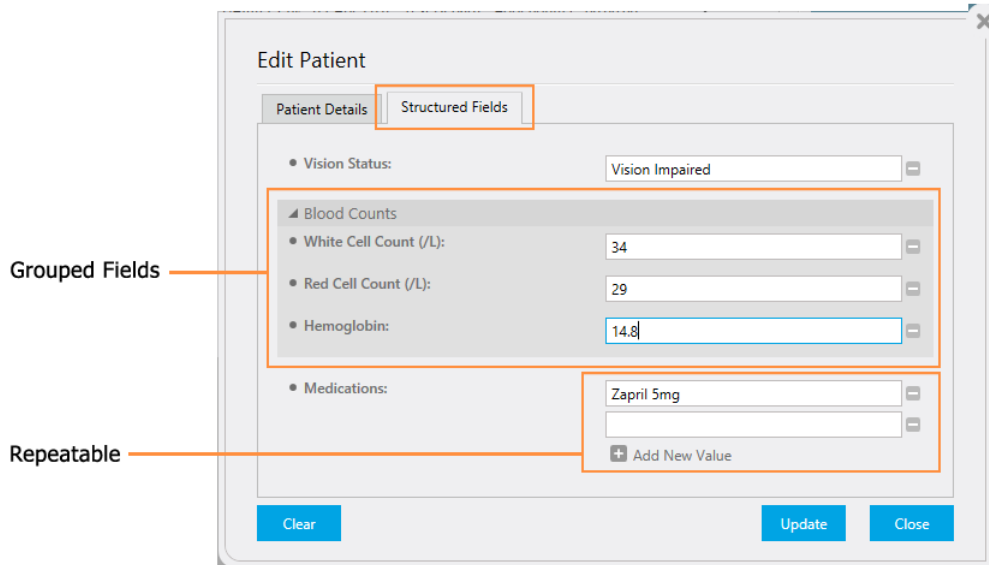 Edit Patient
Patient Details
Structured Fields
Vision Status:
Vision Impaired
Blood Counts
White Cell Count (/L):
34
Grouped Fields
Red Cell Count (/L):
29
Hemoglobin:
14.8
Medications:
Zapril 5mg
Repeatable
Add New Value
Clear
Update
Close